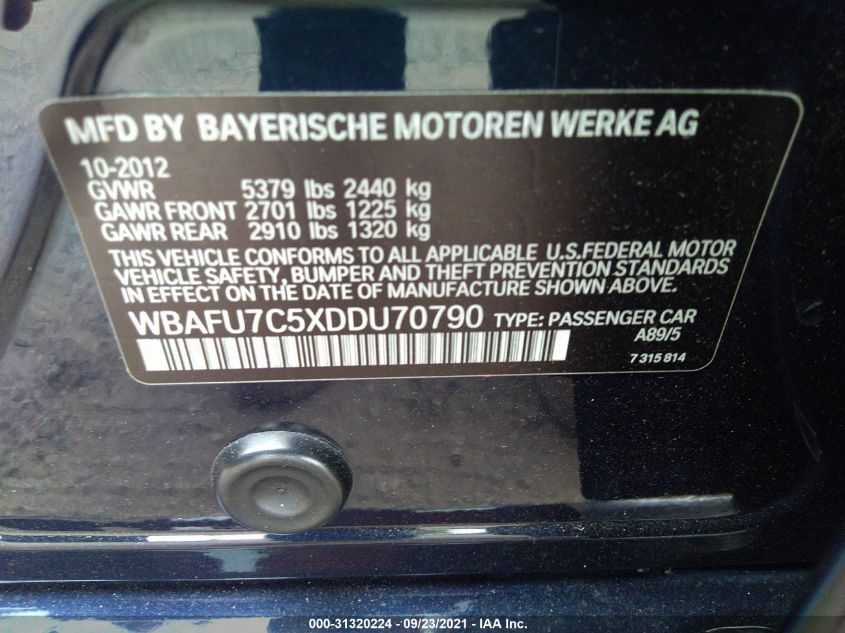 MFD BY BAYERISCHE MOTOREN WERKE AG
10-2012
GVWR 5379 lbs 2440 kg
GAWR FRONT 2701 lbs 1225 kg
GAWR REAR 2910 lbs 1320 kg
THIS VEHICLE CONFORMS TO ALL APPLICABLE U.S.FEDERAL MOTOR
VEHICLE SAFETY, BUMPER AND THEFT PREVENTION STANDARDS
IN EFFECT ON THE DATE OF MANUFACTURE SHOWN ABOVE.
WBAFU7C5XDDU70790 TYPE: PASSENGER CAR
A89/5
7 315 814
000-31320224 - 09/23/2021 - IAA Inc.